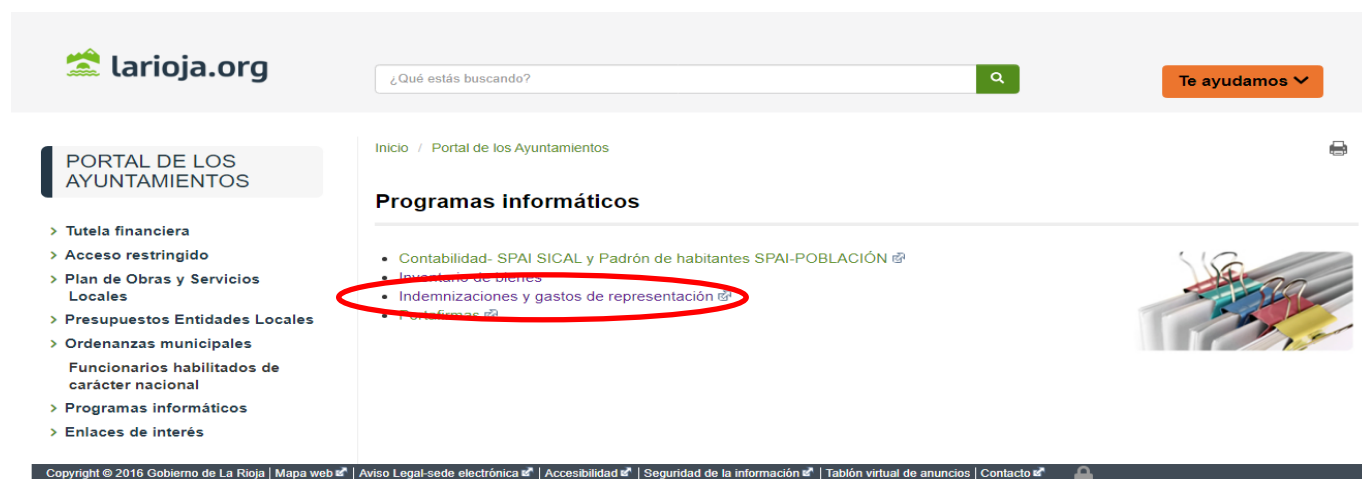 larioja.org
¿Qué estás buscando?
Te ayudamos
PORTAL DE LOS
AYUNTAMIENTOS
Tutela financiera
Acceso restringido
Plan de Obras y Servicios
Locales
Presupuestos Entidades Locales
Ordenanzas municipales
Funcionarios habilitados de
carácter nacional
Programas informáticos
Enlaces de interés
Inicio / Portal de los Ayuntamientos
Programas informáticos
Contabilidad- SPAI SICAL y Padrón de habitantes SPAI-POBLACIÓN
Inventario de bienes
Indemnizaciones y gastos de representación
Portafirmas
Copyright © 2016 Gobierno de La Rioja | Mapa web | Aviso Legal-sede electrónica | Accesibilidad | Seguridad de la información | Tablón virtual de anuncios | Contacto